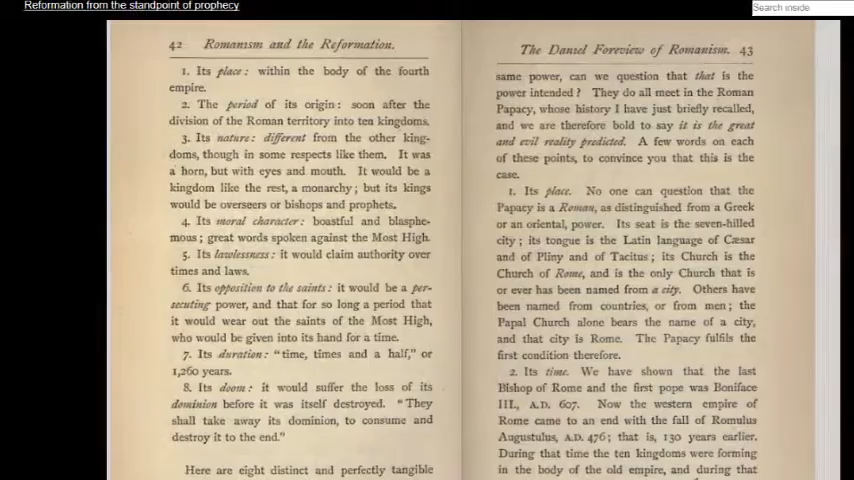 Reformation from the standpoint of prophecy
Search inside
42 Romanism and the Reformation.
1. Its place: within the body of the fourth
empire.
2. The period of its origin: soon after the
division of the Roman territory into ten kingdoms.
3. Its nature: different from the other king-
doms, though in some respects like them. It was
a horn, but with eyes and mouth. It would be a
kingdom like the rest, a monarchy; but its kings
would be overseers or bishops and prophets.
4. Its moral character: boastful and blasphe-
mous; great words spoken against the Most High.
5. Its lawlessness: it would claim authority over
times and laws.
6. Its opposition to the saints: it would be a per-
secuting power, and that for so long a period that
it would wear out the saints of the Most High,
who would be given into its hand for a time.
7. Its duration: "time, times and a half," or
1,260 years.
8. Its doom: it would suffer the loss of its
dominion before it was itself destroyed. "They
shall take away its dominion, to consume and
destroy it to the end."
Here are eight distinct and perfectly tangible
The Daniel Foreview of Romanism. 43
same power, can we question that that is the
power intended? They do all meet in the Roman
Papacy, whose history I have just briefly recalled,
and we are therefore bold to say it is the great
and evil reality predicted. A few words on each
of these points, to convince you that this is the
case.
1. Its place. No one can question that the
Papacy is a Roman, as distinguished from a Greek
or an oriental, power. Its seat is the seven-hilled
city; its tongue is the Latin language of Cæsar
and of Pliny and of Tacitus; its Church is the
Church of Rome, and is the only Church that is
or ever has been named from a city. Others have
been named from countries, or from men; the
Papal Church alone bears the name of a city,
and that city is Rome. The Papacy fulfils the
first condition therefore.
2. Its time. We have shown that the last
Bishop of Rome and the first pope was Boniface
III., A.D. 607. Now the western empire of
Rome came to an end with the fall of Romulus
Augustulus, A.D. 476; that is, 130 years earlier.
During that time the ten kingdoms were forming
in the body of the old empire, and during that